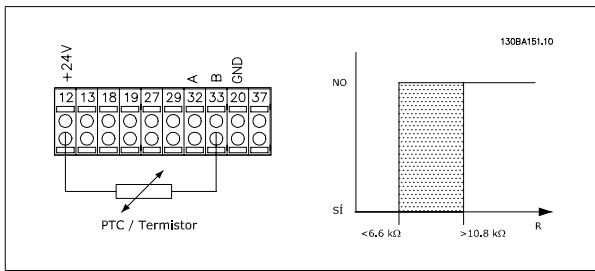 130BA151.10
+24V
A
B
GND
12 13 18 19 27 29 32 33 20 37
PTC / Termistor
NO
SÍ
<6.6 kΩ
>10.8 kΩ
R